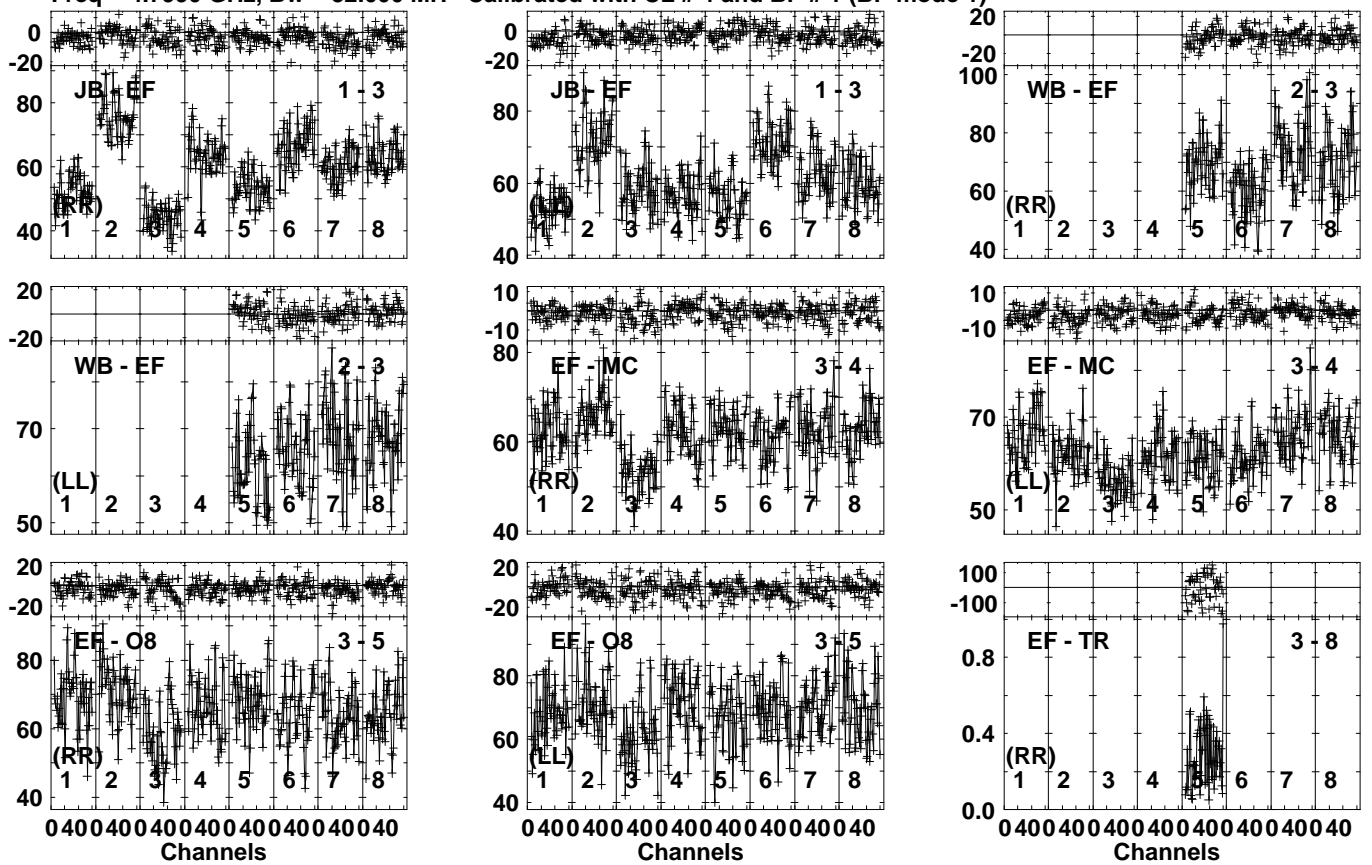 0
-20
0
-20
20
-20
JB - EF 1 - 3
80
60
40
(RR)
1 2 3 4 5 6 7 8
JB - EF 1 - 3
80
60
40
1 2 3 4 5 6 7 8
WB - EF 2 - 3
100
80
60
40
(RR)
1 2 3 4 5 6 7 8
20
-20
10
-10
10
-10
WB - EF 2 - 3
70
50
(LL)
1 2 3 4 5 6 7 8
EF - MC 3 - 4
80
60
40
(RR)
1 2 3 4 5 6 7 8
EF - MC 3 - 4
70
50
(LL)
1 2 3 4 5 6 7 8
20
-20
20
-20
100
-100
EF - O8 3 - 5
80
60
40
(RR)
1 2 3 4 5 6 7 8
EF - O8 3 - 5
80
60
40
(LL)
1 2 3 4 5 6 7 8
EF - TR 3 - 8
0.8
0.4
0.0
(RR)
1 2 3 4 5 6 7 8
0 40 0 40 0 40 0 40 0 40 0 40 0 40 0 40
Channels
0 40 0 40 0 40 0 40 0 40 0 40 0 40 0 40
Channels
0 40 0 40 0 40 0 40 0 40 0 40 0 40 0 40
Channels